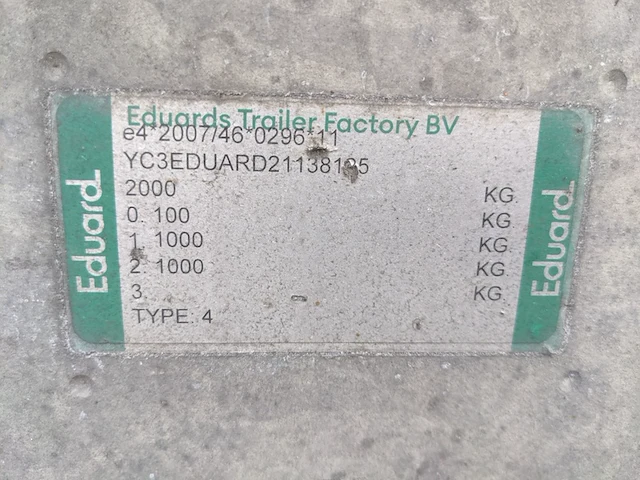 Eduards Trailer Factory BV
e4*2007/46*0296*11
2000 KG
0. 100 KG
1. 1000 KG
2. 1000 KG
3. KG
TYPE. 4
Eduard
Eduard